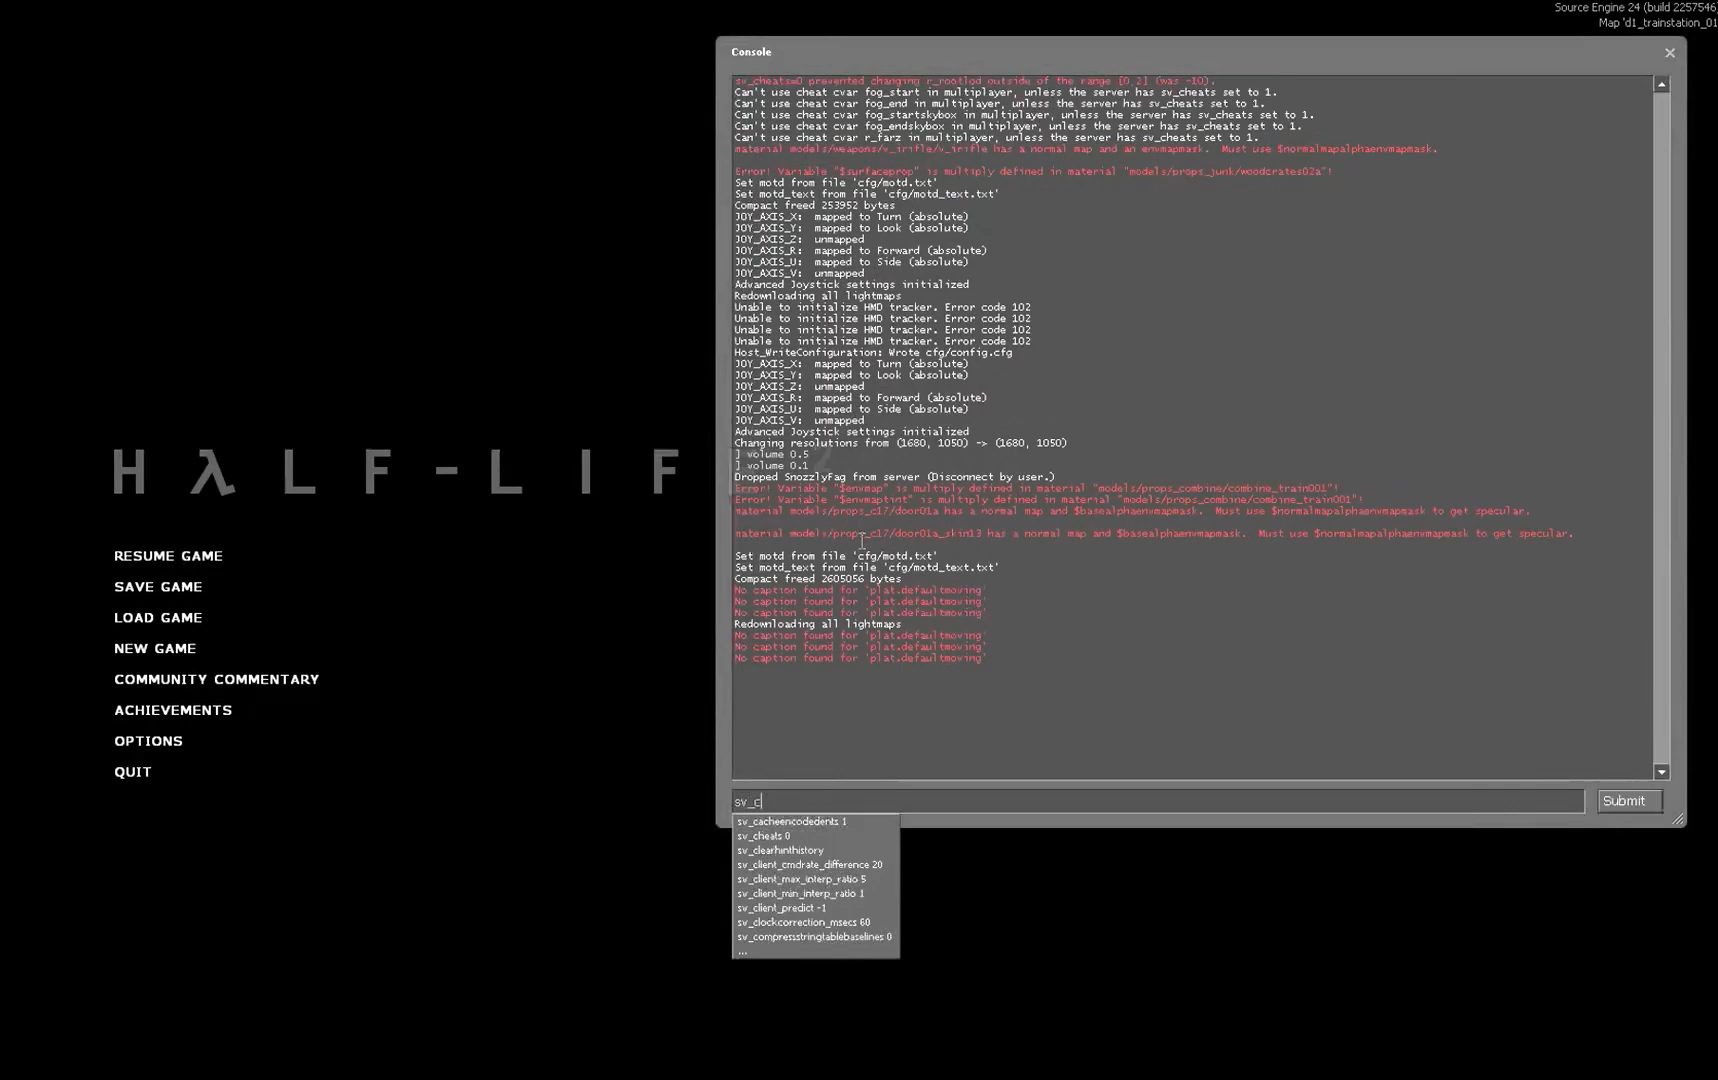 Source Engine 24 (build 2257546)
Map 'd1_trainstation_01
Console
sv_cheats=0 prevented changing r_rootlod outside of the range [0,2] (was -10).
Can't use cheat cvar fog_start in multiplayer, unless the server has sv_cheats set to 1.
Can't use cheat cvar fog_end in multiplayer, unless the server has sv_cheats set to 1.
Can't use cheat cvar fog_startskybox in multiplayer, unless the server has sv_cheats set to 1.
Can't use cheat cvar fog_endskybox in multiplayer, unless the server has sv_cheats set to 1.
Can't use cheat cvar r_farz in multiplayer, unless the server has sv_cheats set to 1.
material models/weapons/v_irifle/v_irifle has a normal map and an envmapmask.  Must use $normalmapalphaenvmapmask.
Error! Variable "$surfaceprop" is multiply defined in material "models/props_junk/woodcrates02a"!
Set motd from file 'cfg/motd.txt'
Set motd_text from file 'cfg/motd_text.txt'
Compact freed 253952 bytes
JOY_AXIS_X:  mapped to Turn (absolute)
JOY_AXIS_Y:  mapped to Look (absolute)
JOY_AXIS_Z:  unmapped
JOY_AXIS_R:  mapped to Forward (absolute)
JOY_AXIS_U:  mapped to Side (absolute)
JOY_AXIS_V:  unmapped
Advanced Joystick settings initialized
Redownloading all lightmaps
Unable to initialize HMD tracker. Error code 102
Unable to initialize HMD tracker. Error code 102
Unable to initialize HMD tracker. Error code 102
Unable to initialize HMD tracker. Error code 102
Host_WriteConfiguration: Wrote cfg/config.cfg
JOY_AXIS_X:  mapped to Turn (absolute)
JOY_AXIS_Y:  mapped to Look (absolute)
JOY_AXIS_Z:  unmapped
JOY_AXIS_R:  mapped to Forward (absolute)
JOY_AXIS_U:  mapped to Side (absolute)
JOY_AXIS_V:  unmapped
Advanced Joystick settings initialized
Changing resolutions from (1680, 1050) -> (1680, 1050)
] volume 0.5
] volume 0.1
Dropped SnozzlyFag from server (Disconnect by user.)
Error! Variable "$envmap" is multiply defined in material "models/props_combine/combine_train001"!
Error! Variable "$envmaptint" is multiply defined in material "models/props_combine/combine_train001"!
material models/props_c17/door01a has a normal map and $basealphaenvmapmask.  Must use $normalmapalphaenvmapmask to get specular.
material models/props_c17/door01a_skin13 has a normal map and $basealphaenvmapmask.  Must use $normalmapalphaenvmapmask to get specular.
Set motd from file 'cfg/motd.txt'
Set motd_text from file 'cfg/motd_text.txt'
Compact freed 2605056 bytes
No caption found for 'plat.defaultmoving'
No caption found for 'plat.defaultmoving'
No caption found for 'plat.defaultmoving'
Redownloading all lightmaps
No caption found for 'plat.defaultmoving'
No caption found for 'plat.defaultmoving'
No caption found for 'plat.defaultmoving'
sv_c
Submit
sv_cacheencodedents 1
sv_cheats 0
sv_clearhinthistory
sv_client_cmdrate_difference 20
sv_client_max_interp_ratio 5
sv_client_min_interp_ratio 1
sv_client_predict -1
sv_clockcorrection_msecs 60
sv_compressstringtablebaselines 0
...
HλLF-LIF 2
RESUME GAME
SAVE GAME
LOAD GAME
NEW GAME
COMMUNITY COMMENTARY
ACHIEVEMENTS
OPTIONS
QUIT